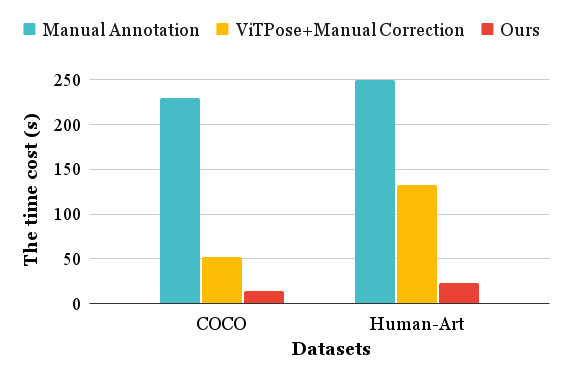 Manual Annotation ViTPose+Manual Correction Ours
250
200
150
100
50
0
The time cost (s)
COCO Human-Art
Datasets